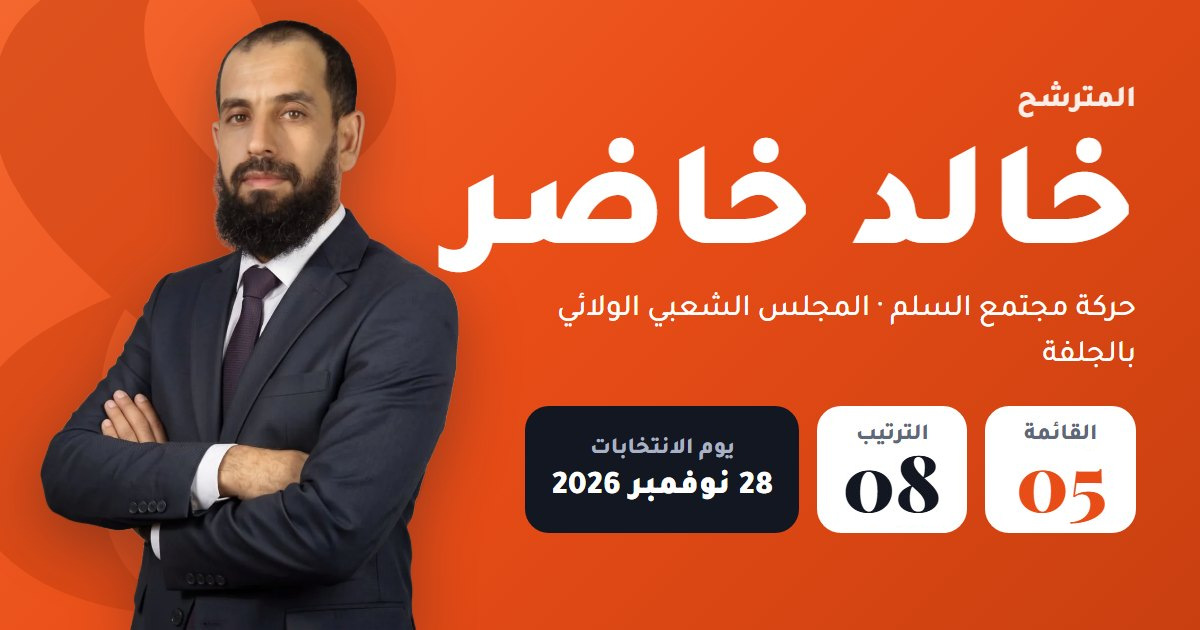 المترشح
خالد خاضر
حركة مجتمع السلم · المجلس الشعبي الولائي
بالجلفة
القائمة
05
الترتيب
08
يوم الانتخابات
28 نوفمبر 2026